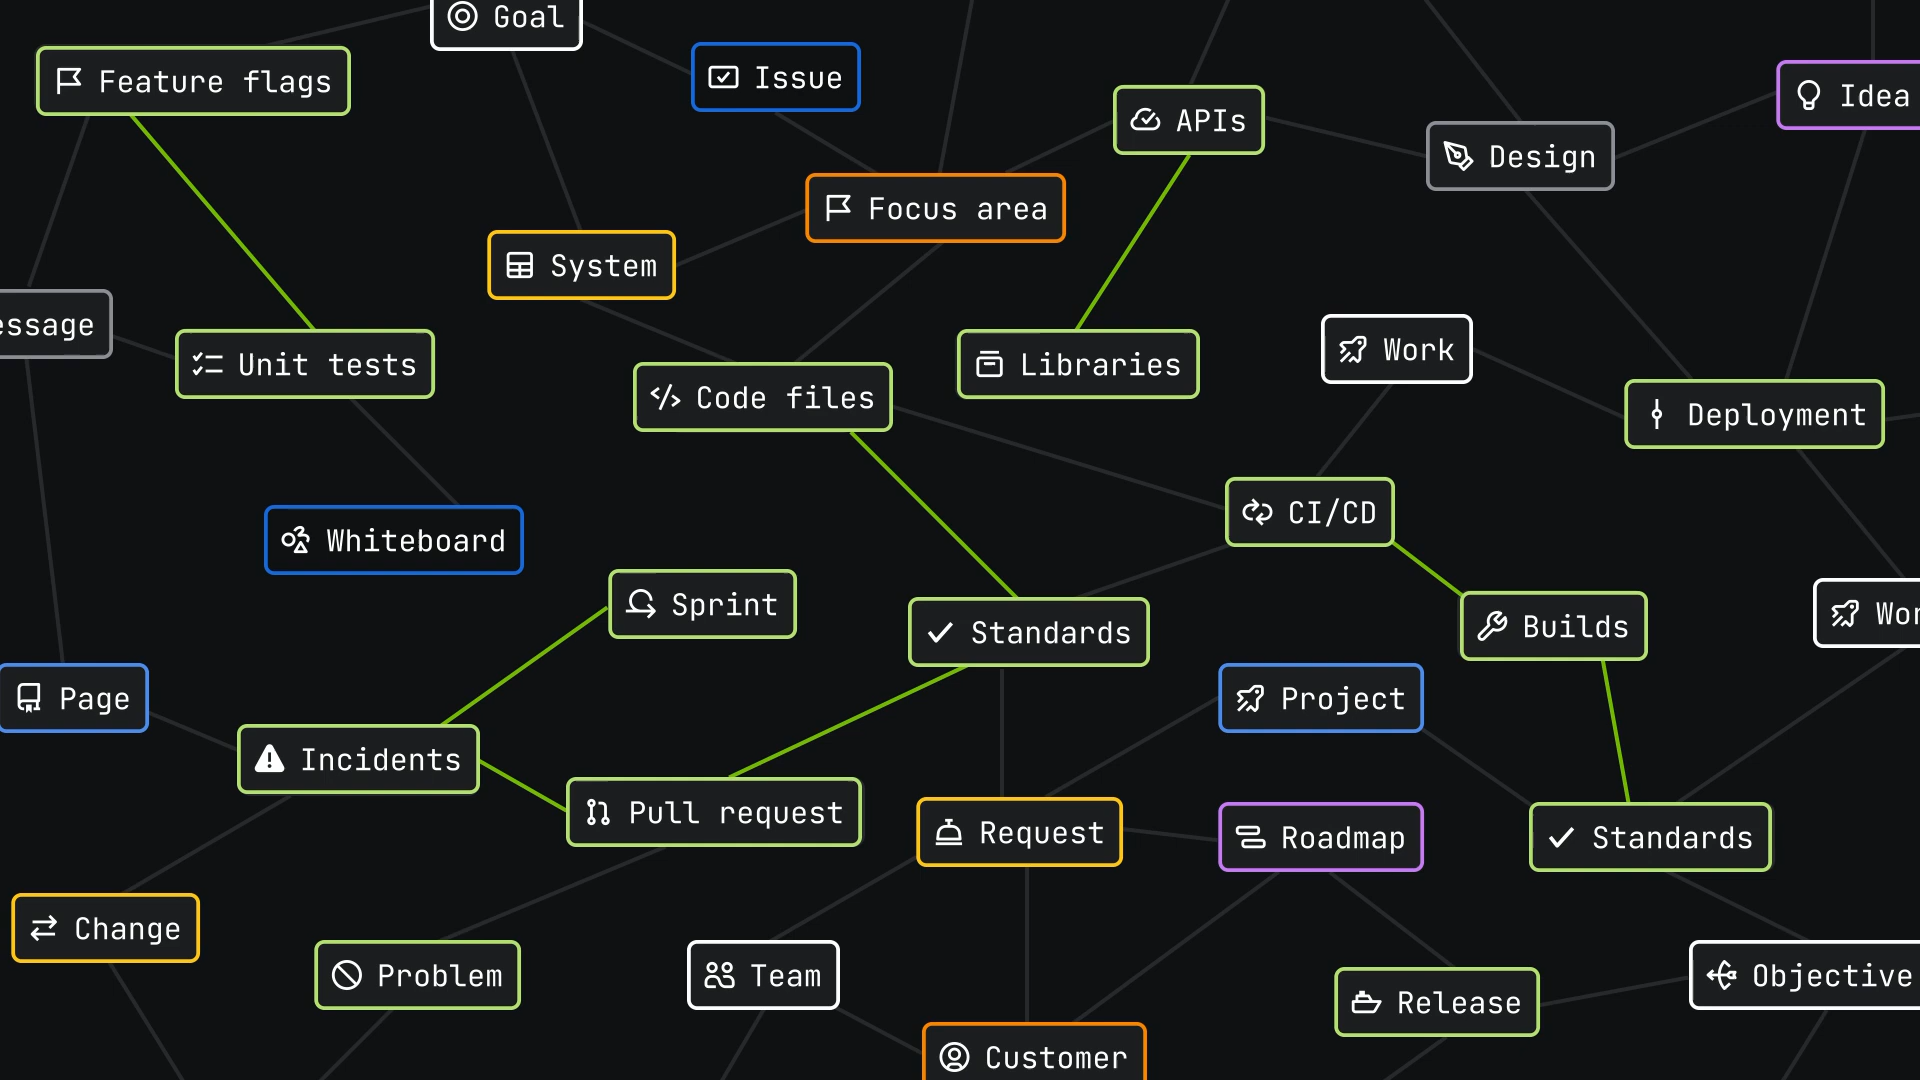 Goal
Feature flags
Issue
Idea
APIs
Design
Focus area
System
essage
Unit tests
Libraries
Work
Code files
Deployment
CI/CD
Whiteboard
Sprint
Standards
Builds
Wor
Page
Project
Incidents
Pull request
Request
Roadmap
Standards
Change
Problem
Team
Objective
Release
Customer